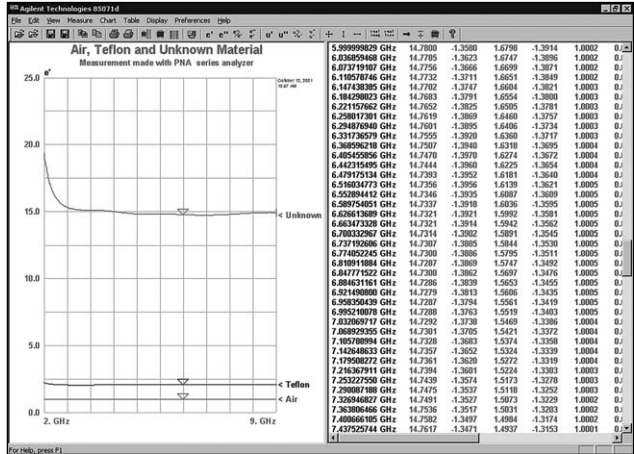 Agilent Technologies 85071d
File Edit View Measure Chart Table Display Preferences Help
Air, Teflon and Unknown Material
Measurement made with PNA series analyzer
e'
October 12, 2001
25.0
20.0
15.0
10.0
5.0
0.0
< Unknown
< Teflon
< Air
2. GHz
9. GHz
5.999999829 GHz 14.7800 -1.3580 1.6798 -1.3914 1.0002
6.036859468 GHz 14.7785 -1.3623 1.6747 -1.3896 1.0002
6.073719107 GHz 14.7756 -1.3666 1.6699 -1.3871 1.0002
6.110578746 GHz 14.7732 -1.3711 1.6651 -1.3849 1.0002
6.147438385 GHz 14.7702 -1.3747 1.6604 -1.3821 1.0003
6.184298023 GHz 14.7683 -1.3791 1.6554 -1.3800 1.0003
6.221157662 GHz 14.7652 -1.3825 1.6505 -1.3781 1.0003
6.258017301 GHz 14.7619 -1.3869 1.6460 -1.3757 1.0003
6.294876940 GHz 14.7601 -1.3895 1.6406 -1.3734 1.0003
6.331736579 GHz 14.7555 -1.3920 1.6360 -1.3717 1.0003
6.368596218 GHz 14.7507 -1.3940 1.6318 -1.3695 1.0004
6.405455856 GHz 14.7470 -1.3970 1.6274 -1.3672 1.0004
6.442315495 GHz 14.7444 -1.3960 1.6225 -1.3654 1.0004
6.479175134 GHz 14.7393 -1.3952 1.6181 -1.3640 1.0004
6.516034773 GHz 14.7356 -1.3956 1.6139 -1.3621 1.0005
6.552894412 GHz 14.7346 -1.3935 1.6087 -1.3609 1.0005
6.589754051 GHz 14.7337 -1.3918 1.6036 -1.3595 1.0005
6.626613689 GHz 14.7321 -1.3921 1.5992 -1.3581 1.0005
6.663473328 GHz 14.7321 -1.3914 1.5942 -1.3562 1.0005
6.700332967 GHz 14.7314 -1.3902 1.5891 -1.3545 1.0005
6.737192606 GHz 14.7307 -1.3885 1.5844 -1.3530 1.0005
6.774052245 GHz 14.7300 -1.3886 1.5795 -1.3511 1.0005
6.810911884 GHz 14.7287 -1.3869 1.5747 -1.3492 1.0005
6.847771522 GHz 14.7300 -1.3862 1.5697 -1.3476 1.0005
6.884631161 GHz 14.7286 -1.3839 1.5653 -1.3455 1.0005
6.921490800 GHz 14.7279 -1.3813 1.5606 -1.3435 1.0005
6.958350439 GHz 14.7287 -1.3794 1.5561 -1.3419 1.0005
6.995210078 GHz 14.7288 -1.3763 1.5519 -1.3403 1.0005
7.032069717 GHz 14.7292 -1.3738 1.5469 -1.3386 1.0004
7.068929355 GHz 14.7301 -1.3705 1.5421 -1.3372 1.0004
7.105788994 GHz 14.7328 -1.3683 1.5374 -1.3358 1.0004
7.142648633 GHz 14.7357 -1.3652 1.5324 -1.3339 1.0004
7.179508272 GHz 14.7361 -1.3620 1.5272 -1.3319 1.0004
7.216367911 GHz 14.7394 -1.3601 1.5224 -1.3303 1.0003
7.253227550 GHz 14.7439 -1.3574 1.5173 -1.3278 1.0003
7.290087188 GHz 14.7475 -1.3537 1.5118 -1.3252 1.0003
7.326946827 GHz 14.7491 -1.3527 1.5073 -1.3229 1.0002
7.363806466 GHz 14.7536 -1.3517 1.5031 -1.3203 1.0002
7.400666105 GHz 14.7582 -1.3497 1.4984 -1.3174 1.0002
7.437525744 GHz 14.7617 -1.3471 1.4937 -1.3153 1.0001
For Help, press F1